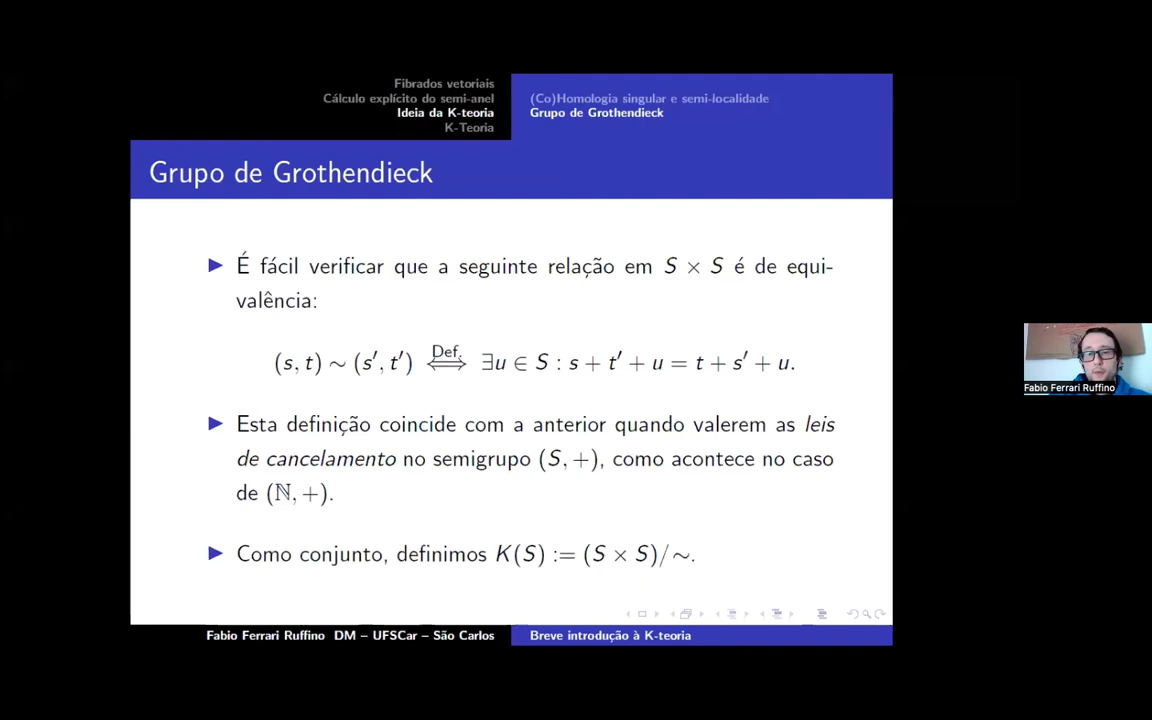 Fibrados vetoriais
Cálculo explícito do semi-anel
Ideia da K-teoria
K-Teoria
(Co)Homologia singular e semi-localidade
Grupo de Grothendieck
Grupo de Grothendieck
▶ É fácil verificar que a seguinte relação em S × S é de equi-
valência:
(s, t) ∼ (s′, t′) ⟺ Def. ∃u ∈ S : s + t′ + u = t + s′ + u.
▶ Esta definição coincide com a anterior quando valerem as leis
de cancelamento no semigrupo (S, +), como acontece no caso
de (ℕ, +).
▶ Como conjunto, definimos K(S) := (S × S)/∼.
Fabio Ferrari Ruffino DM – UFSCar – São Carlos
Breve introdução à K-teoria
Fabio Ferrari Ruffino